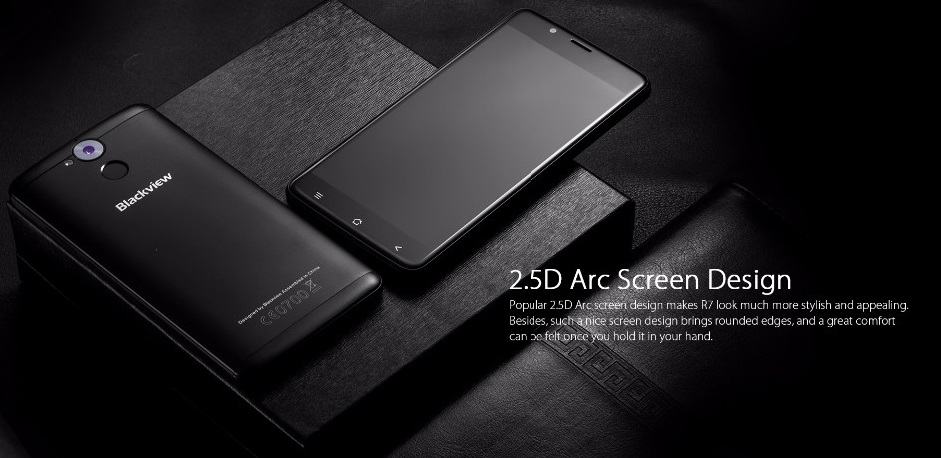 Blackview
Designed by Blackview Assembled in China
CE0700
2.5D Arc Screen Design
Popular 2.5D Arc screen design makes R7 look much more stylish and appealing.
Besides, such a nice screen design brings rounded edges, and a great comfort
can be felt once you hold it in your hand.